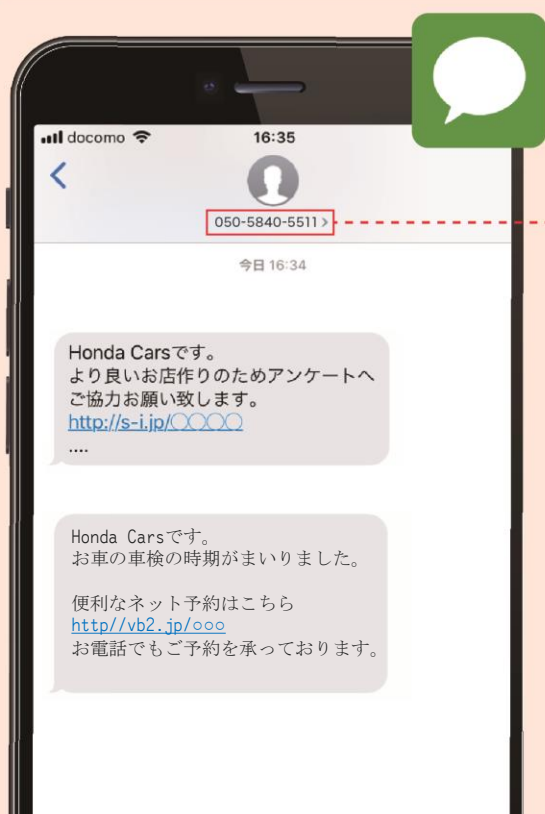 docomo
16:35
050-5840-5511 >
今日 16:34
Honda Carsです。
より良いお店作りのためアンケートへ
ご協力お願い致します。
http://s-i.jp/〇〇〇〇
....
Honda Carsです。
お車の車検の時期がまいりました。
便利なネット予約はこちら
http//vb2.jp/○○○
お電話でもご予約を承っております。